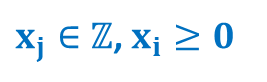 xⱼ ∈ ℤ, xᵢ ≥ 0